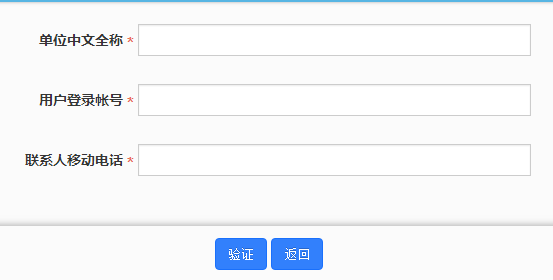 单位中文全称 *
用户登录帐号 *
联系人移动电话 *
验证 返回